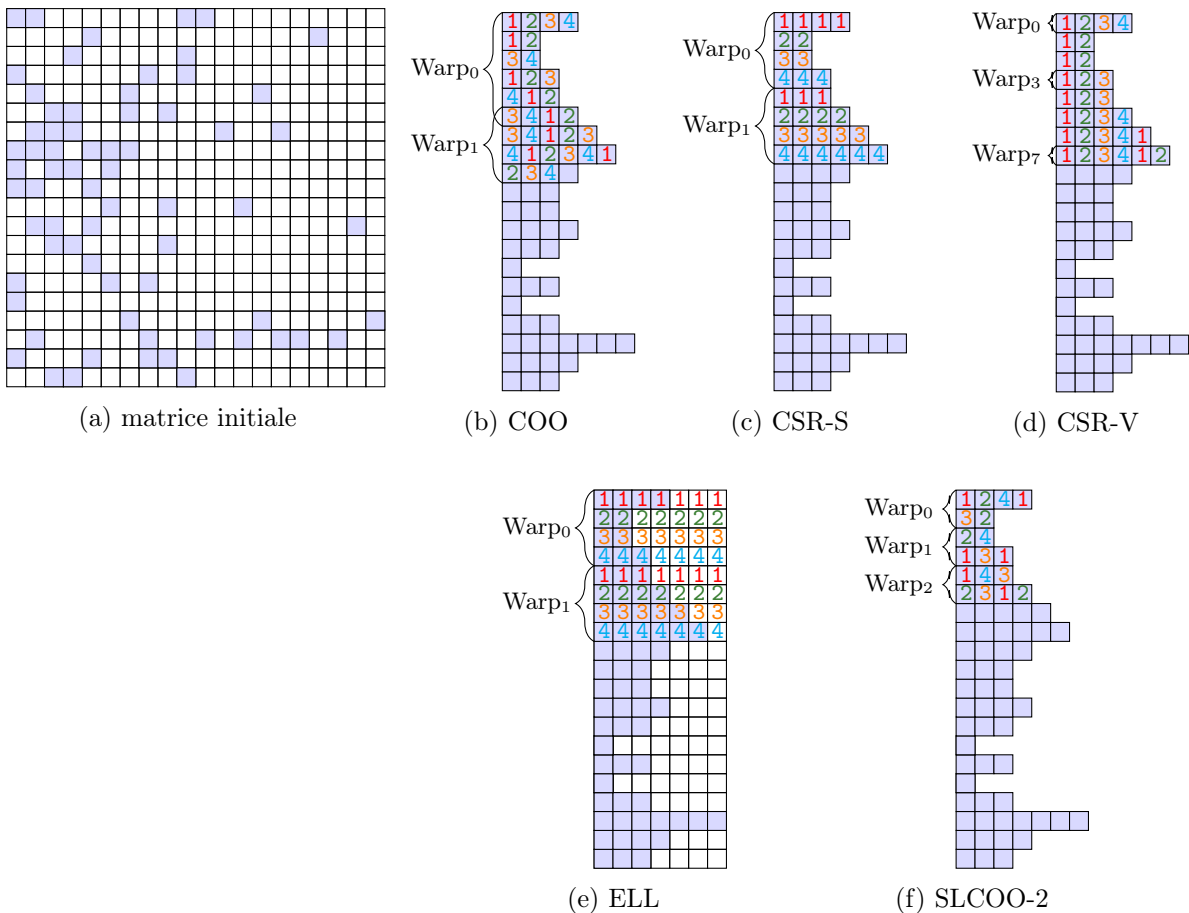 1 2 3 4
1 2
3 4
1 2 3
4 1 2
3 4 1 2
3 4 1 2 3
4 1 2 3 4 1
2 3 4
Warp0
Warp1
(a) matrice initiale
(b) COO
1 1 1 1
2 2
3 3
4 4 4
1 1 1
2 2 2 2
3 3 3 3 3
4 4 4 4 4 4
Warp0
Warp1
(c) CSR-S
1 2 3 4
1 2
1 2
1 2 3
1 2 3
1 2 3 4
1 2 3 4 1
1 2 3 4 1 2
Warp0
Warp3
Warp7
(d) CSR-V
1 1 1 1 1 1 1
2 2 2 2 2 2 2
3 3 3 3 3 3 3
4 4 4 4 4 4 4
1 1 1 1 1 1 1
2 2 2 2 2 2 2
3 3 3 3 3 3 3
4 4 4 4 4 4 4
Warp0
Warp1
(e) ELL
1 2 4 1
3 2
2 4
1 3 1
1 4 3
2 3 1 2
Warp0
Warp1
Warp2
(f) SLCOO-2